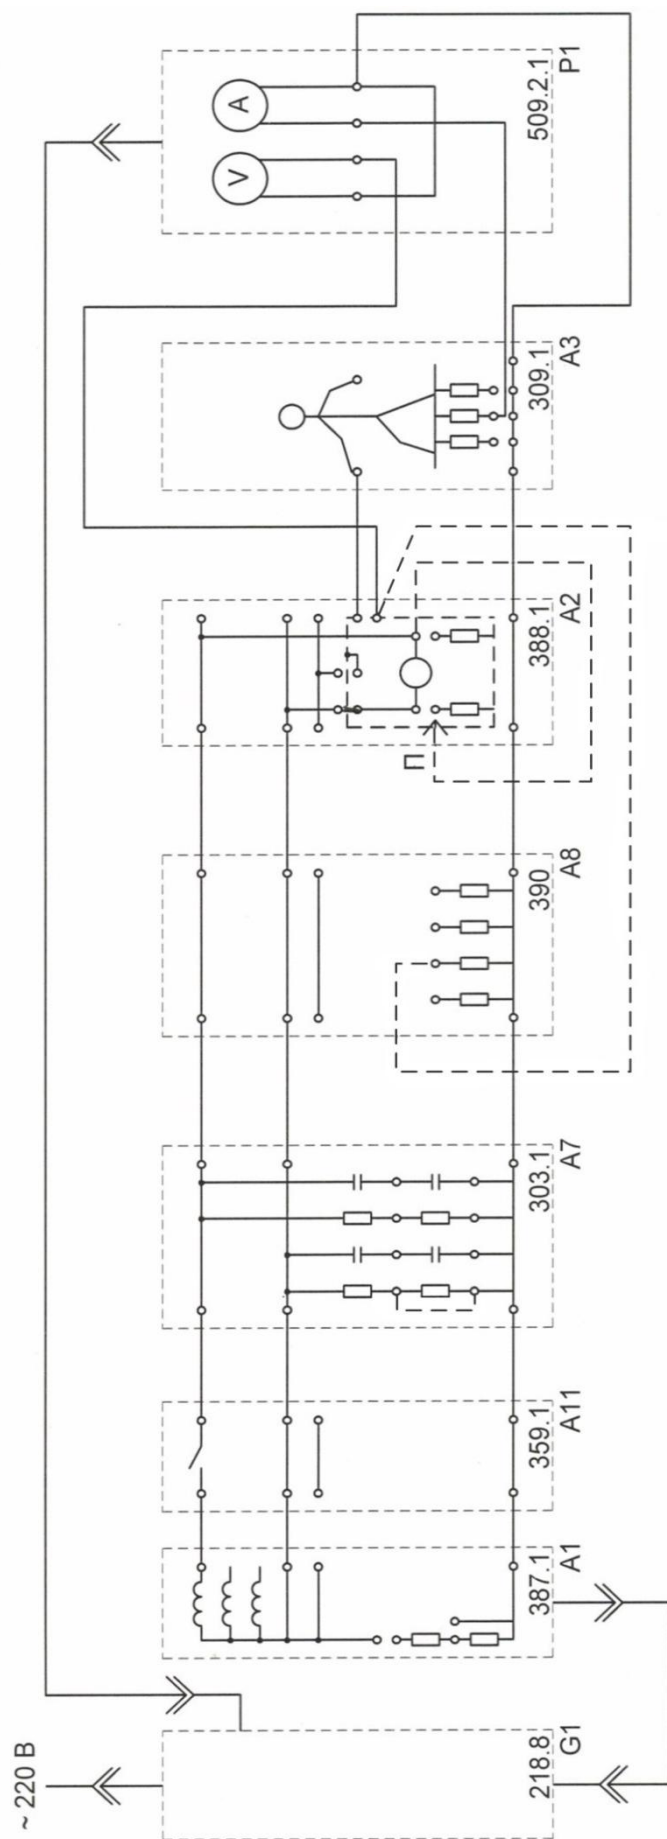 ~ 220 В
218.8
G1
387.1
A1
359.1
A11
303.1
A7
390
A8
П
388.1
A2
309.1
A3
A
V
509.2.1
P1